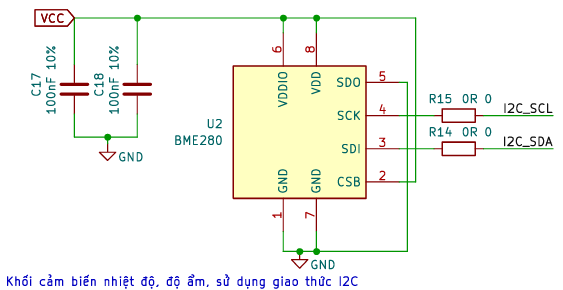 VCC
C17
100nF 10%
C18
100nF 10%
6
8
VDDIO
VDD
SDO
5
U2
BME280
SCK
4
R15 0R 0
I2C_SCL
SDI
3
R14 0R 0
I2C_SDA
GND
GND
GND
CSB
2
1
7
GND
Khối cảm biến nhiệt độ, độ ẩm, sử dụng giao thức I2C